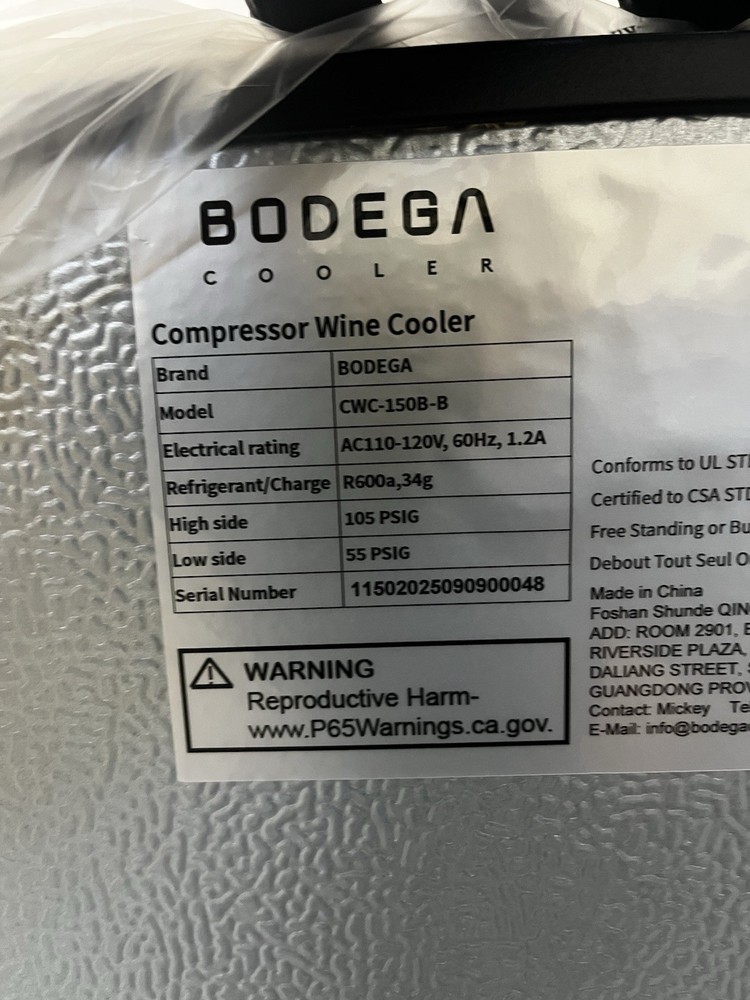 BODEGA
COOLER
Compressor Wine Cooler
Brand BODEGA
Model CWC-150B-B
Electrical rating AC110-120V, 60Hz, 1.2A
Refrigerant/Charge R600a,34g
High side 105 PSIG
Low side 55 PSIG
Serial Number 11502025090900048
WARNING
Reproductive Harm-
www.P65Warnings.ca.gov.
Conforms to UL
Certified to CSA
Free Standing or
Debout Tout Seul
Made in China
Foshan Shunde
ADD: ROOM 2901,
RIVERSIDE PLAZA,
DALIANG STREET,
GUANGDONG
Contact: Mickey
E-Mail: